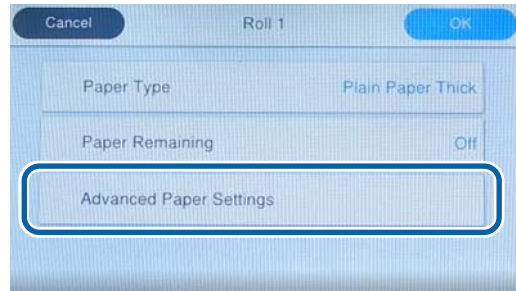 Cancel Roll 1 OK
Paper Type Plain Paper Thick
Paper Remaining Off
Advanced Paper Settings